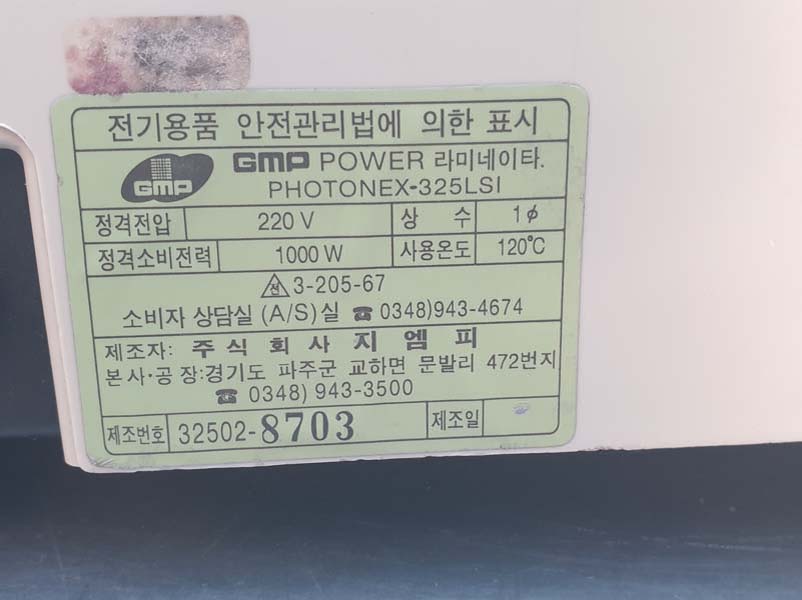 전기용품 안전관리법에 의한 표시
GMP GMP POWER 라미네이타.
PHOTONEX-325LSI
정격전압 220 V 상 수 1ϕ
정격소비전력 1000 W 사용온도 120°C
전 3-205-67
소비자 상담실 (A/S)실 ☎ 0348)943-4674
제조자: 주식회사 지엠피
본사·공장:경기도 파주군 교하면 문발리 472번지
☎ 0348) 943-3500
제조번호 32502-8703 제조일